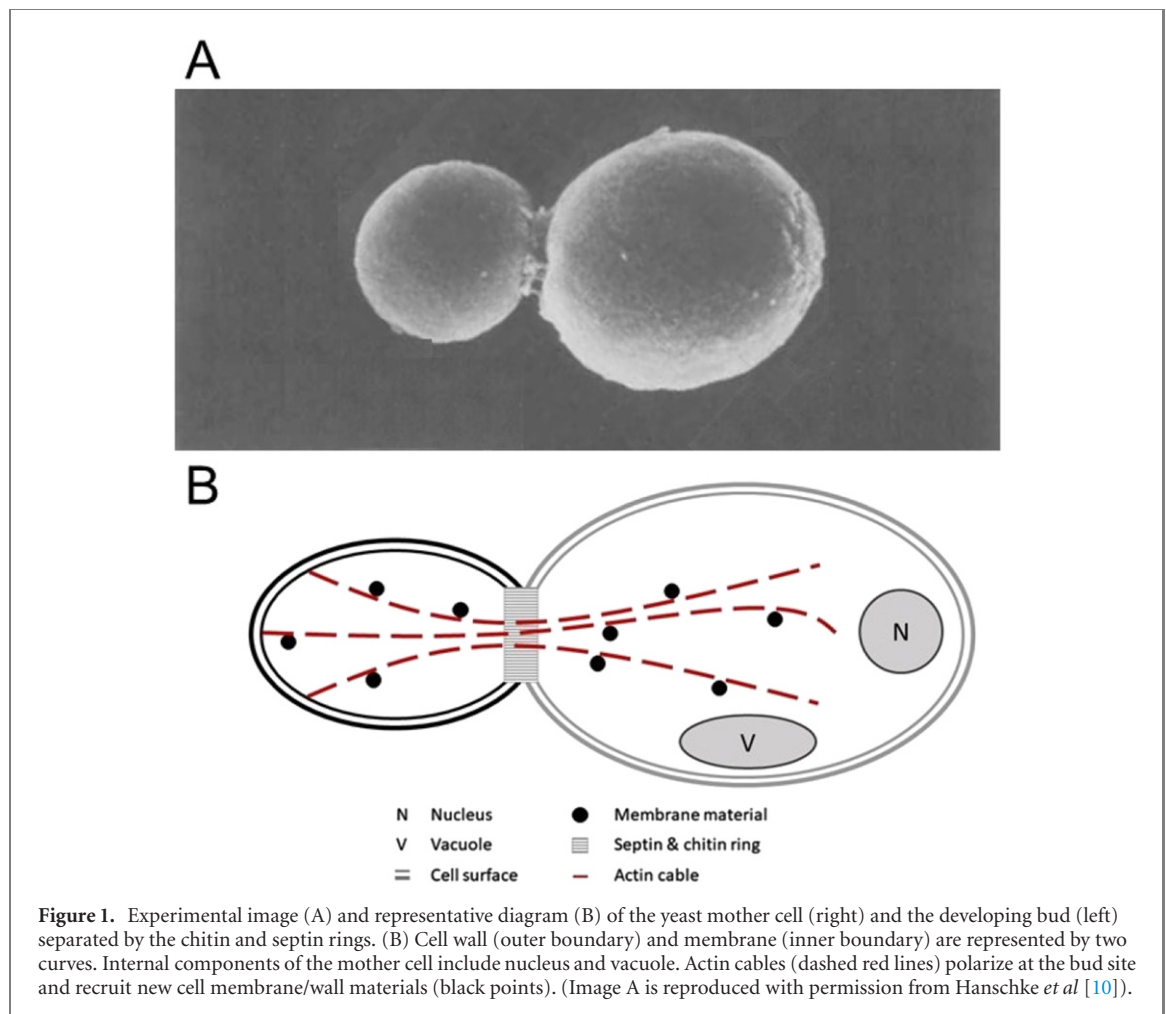 A
B
N
V
N Nucleus Membrane material
V Vacuole Septin & chitin ring
Cell surface Actin cable
Figure 1. Experimental image (A) and representative diagram (B) of the yeast mother cell (right) and the developing bud (left)
separated by the chitin and septin rings. (B) Cell wall (outer boundary) and membrane (inner boundary) are represented by two
curves. Internal components of the mother cell include nucleus and vacuole. Actin cables (dashed red lines) polarize at the bud site
and recruit new cell membrane/wall materials (black points). (Image A is reproduced with permission from Hanschke et al [10]).